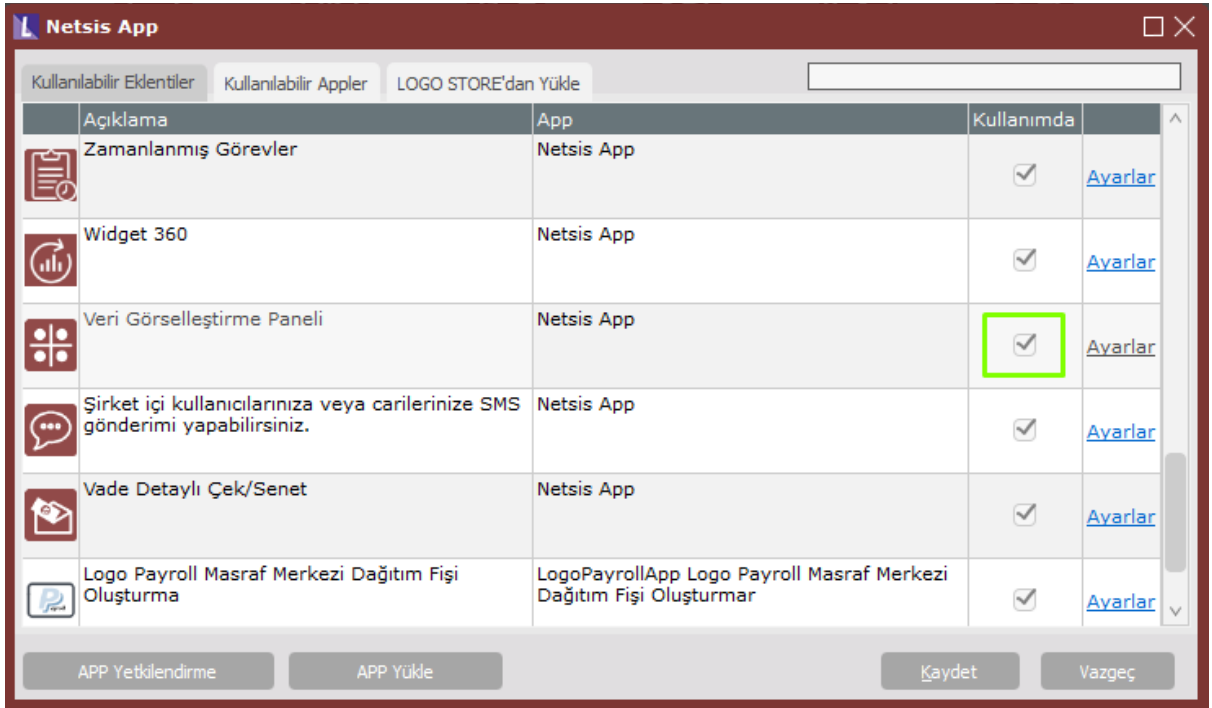 Netsis App
Kullanılabilir Eklentiler
Kullanılabilir Appler
LOGO STORE'dan Yükle
Açıklama
App
Kullanımda
Zamanlanmış Görevler
Netsis App
Ayarlar
Widget 360
Netsis App
Ayarlar
Veri Görselleştirme Paneli
Netsis App
Ayarlar
Şirket içi kullanıcılarınıza veya carilerinize SMS
gönderimi yapabilirsiniz.
Netsis App
Ayarlar
Vade Detaylı Çek/Senet
Netsis App
Ayarlar
Logo Payroll Masraf Merkezi Dağıtım Fişi
Oluşturma
LogoPayrollApp Logo Payroll Masraf Merkezi
Dağıtım Fişi Oluşturmar
Ayarlar
APP Yetkilendirme
APP Yükle
Kaydet
Vazgeç